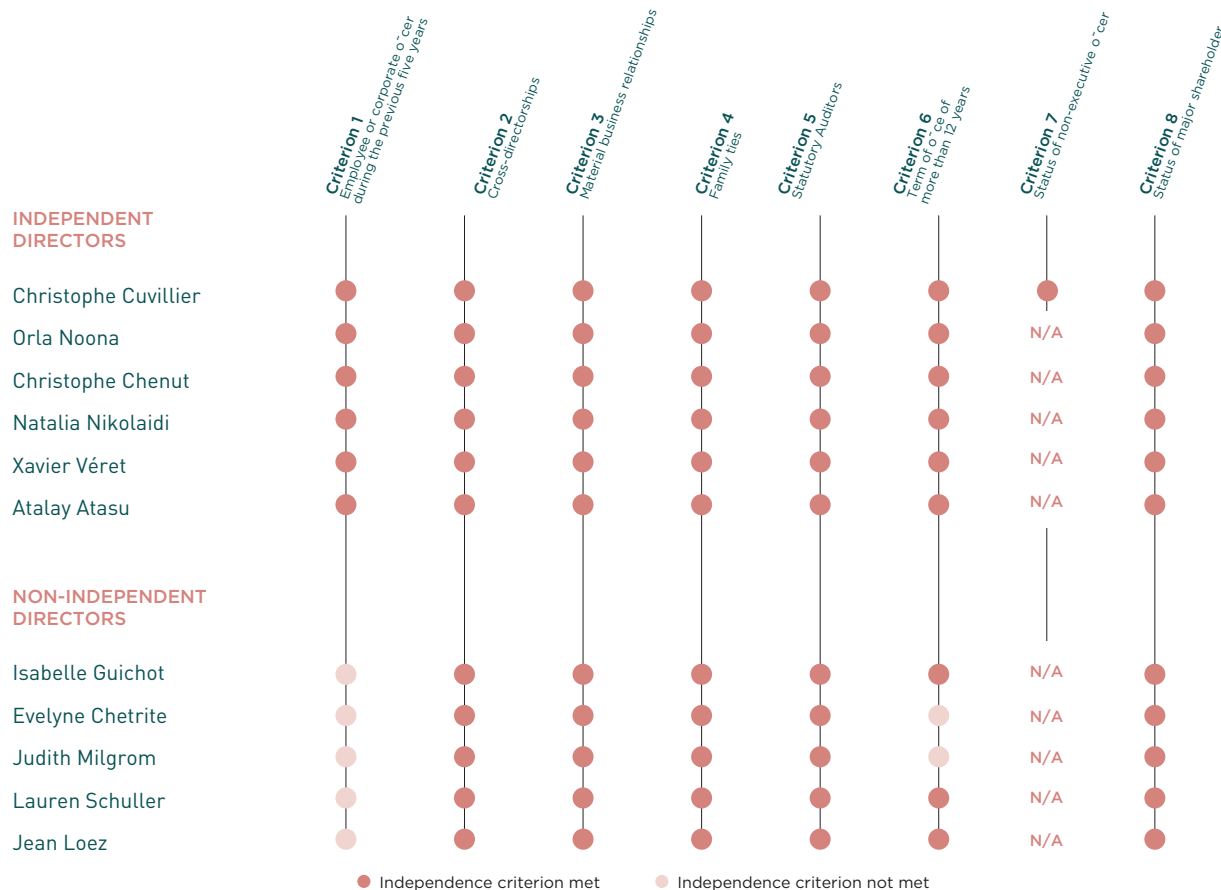 Criterion 1
Employee or corporate o˜cer
during the previous five years
Criterion 2
Cross-directorships
Criterion 3
Material business relationships
Criterion 4
Family ties
Criterion 5
Statutory Auditors
Criterion 6
Term of o˜ce of
more than 12 years
Criterion 7
Status of non-executive o˜cer
Criterion 8
Status of major shareholder
INDEPENDENT
DIRECTORS
Christophe Cuvillier
Orla Noona N/A
Christophe Chenut N/A
Natalia Nikolaidi N/A
Xavier Véret N/A
Atalay Atasu N/A
NON-INDEPENDENT
DIRECTORS
Isabelle Guichot N/A
Evelyne Chetrite N/A
Judith Milgrom N/A
Lauren Schuller N/A
Jean Loez N/A
Independence criterion met Independence criterion not met